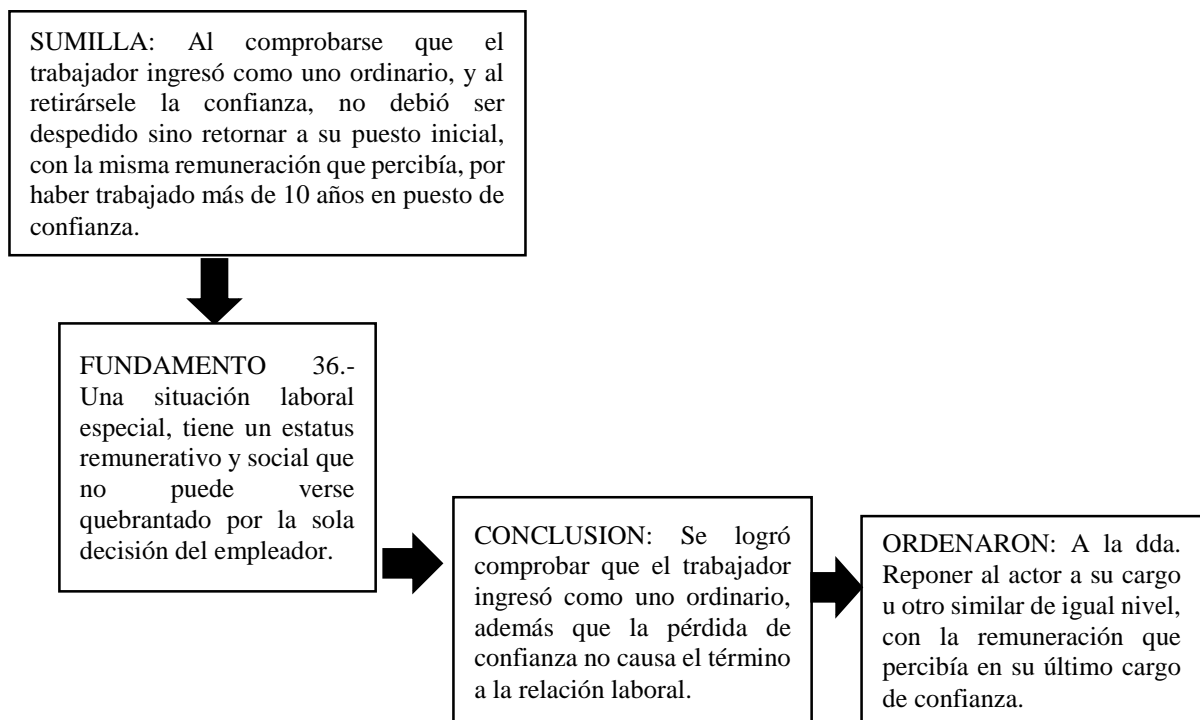 SUMILLA: Al comprobarse que el
trabajador ingresó como uno ordinario, y al
retirársele la confianza, no debió ser
despedido sino retornar a su puesto inicial,
con la misma remuneración que percibía, por
haber trabajado más de 10 años en puesto de
confianza.
FUNDAMENTO 36.-
Una situación laboral
especial, tiene un estatus
remunerativo y social que
no puede verse
quebrantado por la sola
decisión del empleador.
CONCLUSION: Se logró
comprobar que el trabajador
ingresó como uno ordinario,
además que la pérdida de
confianza no causa el término
a la relación laboral.
ORDENARON: A la dda.
Reponer al actor a su cargo
u otro similar de igual nivel,
con la remuneración que
percibía en su último cargo
de confianza.